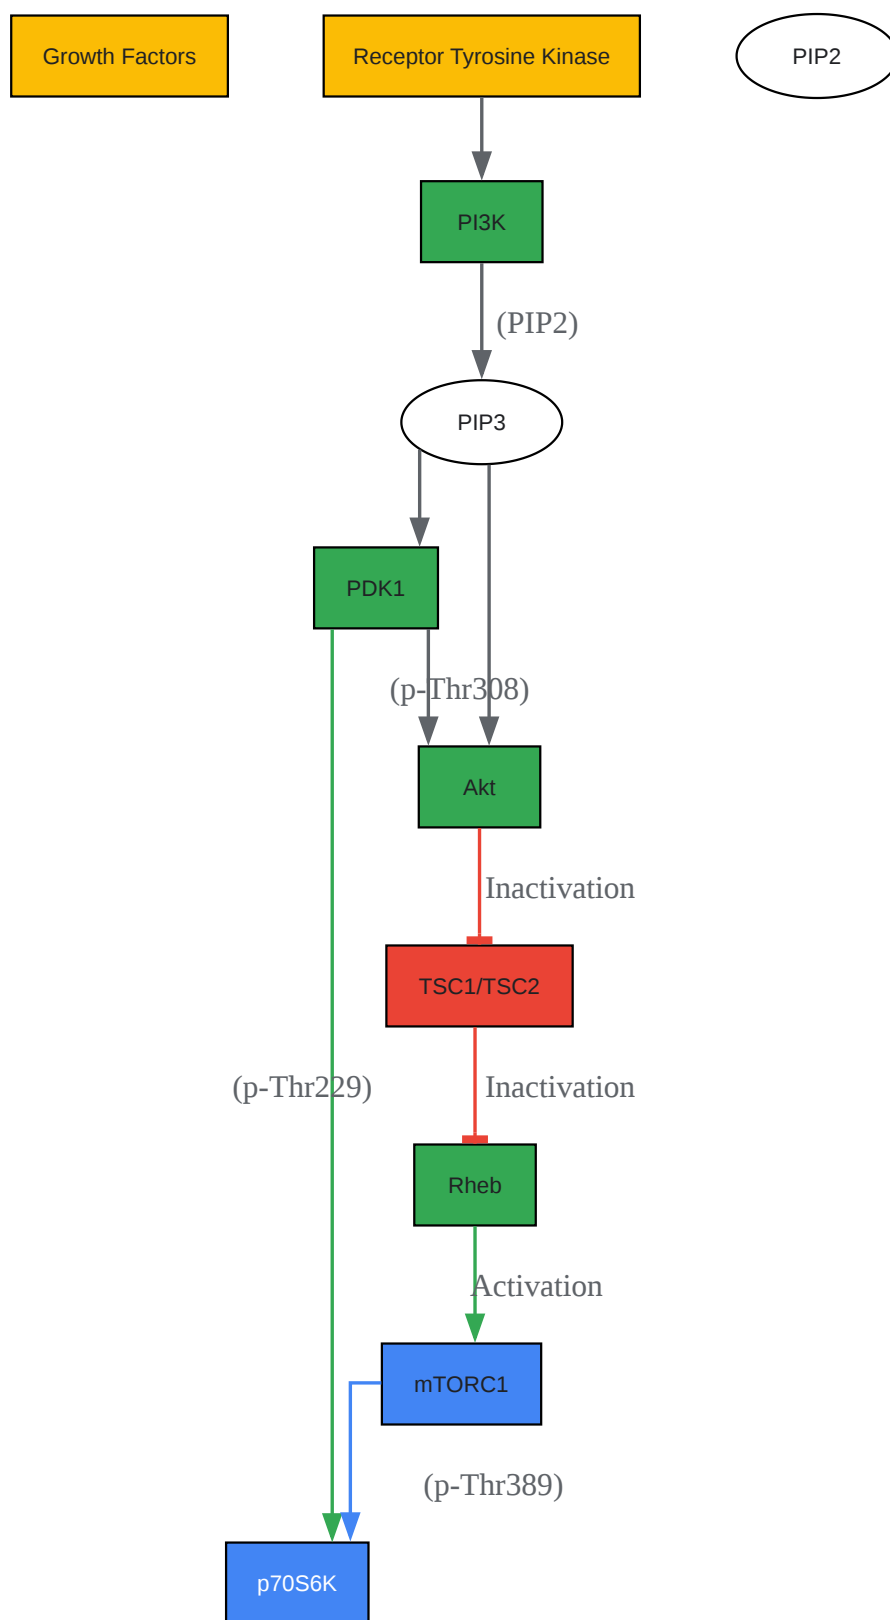 Growth Factors
Receptor Tyrosine Kinase
PIP2
PI3K
(PIP2)
PIP3
PDK1
(p-Thr308)
Akt
Inactivation
TSC1/TSC2
(p-Thr229)
Inactivation
Rheb
Activation
mTORC1
(p-Thr389)
p70S6K